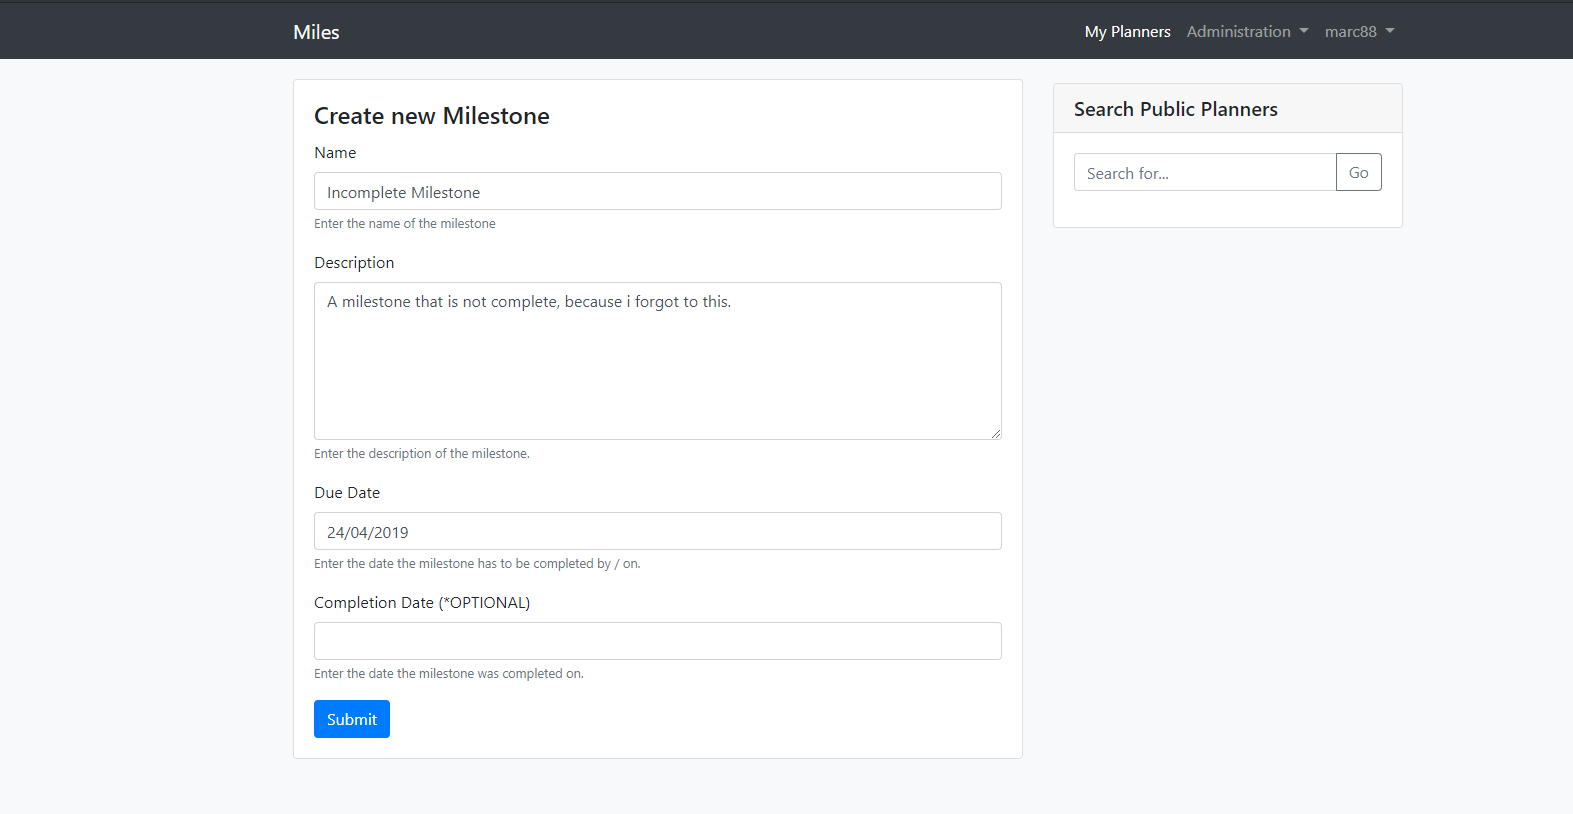 Miles
My Planners Administration marc88
Create new Milestone
Name
Incomplete Milestone
Enter the name of the milestone
Description
A milestone that is not complete, because i forgot to this.
Enter the description of the milestone.
Due Date
24/04/2019
Enter the date the milestone has to be completed by / on.
Completion Date (*OPTIONAL)
Enter the date the milestone was completed on.
Submit
Search Public Planners
Search for...
Go